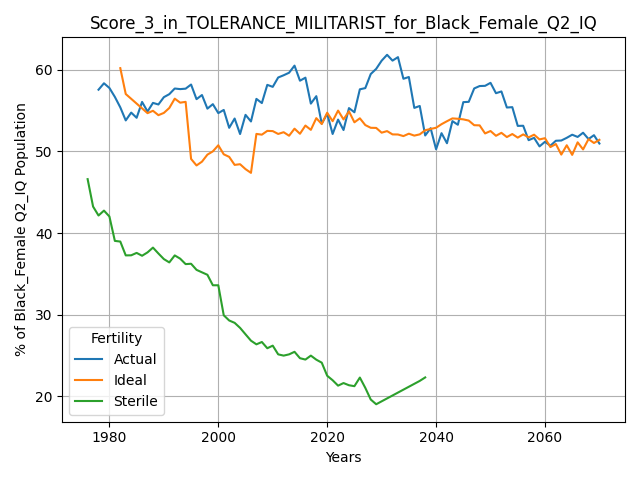 Score_3_in_TOLERANCE_MILITARIST_for_Black_Female_Q2_IQ
% of Black_Female Q2_IQ Population
60
50
40
30
20
Fertility
Actual
Ideal
Sterile
1980 2000 2020 2040 2060
Years